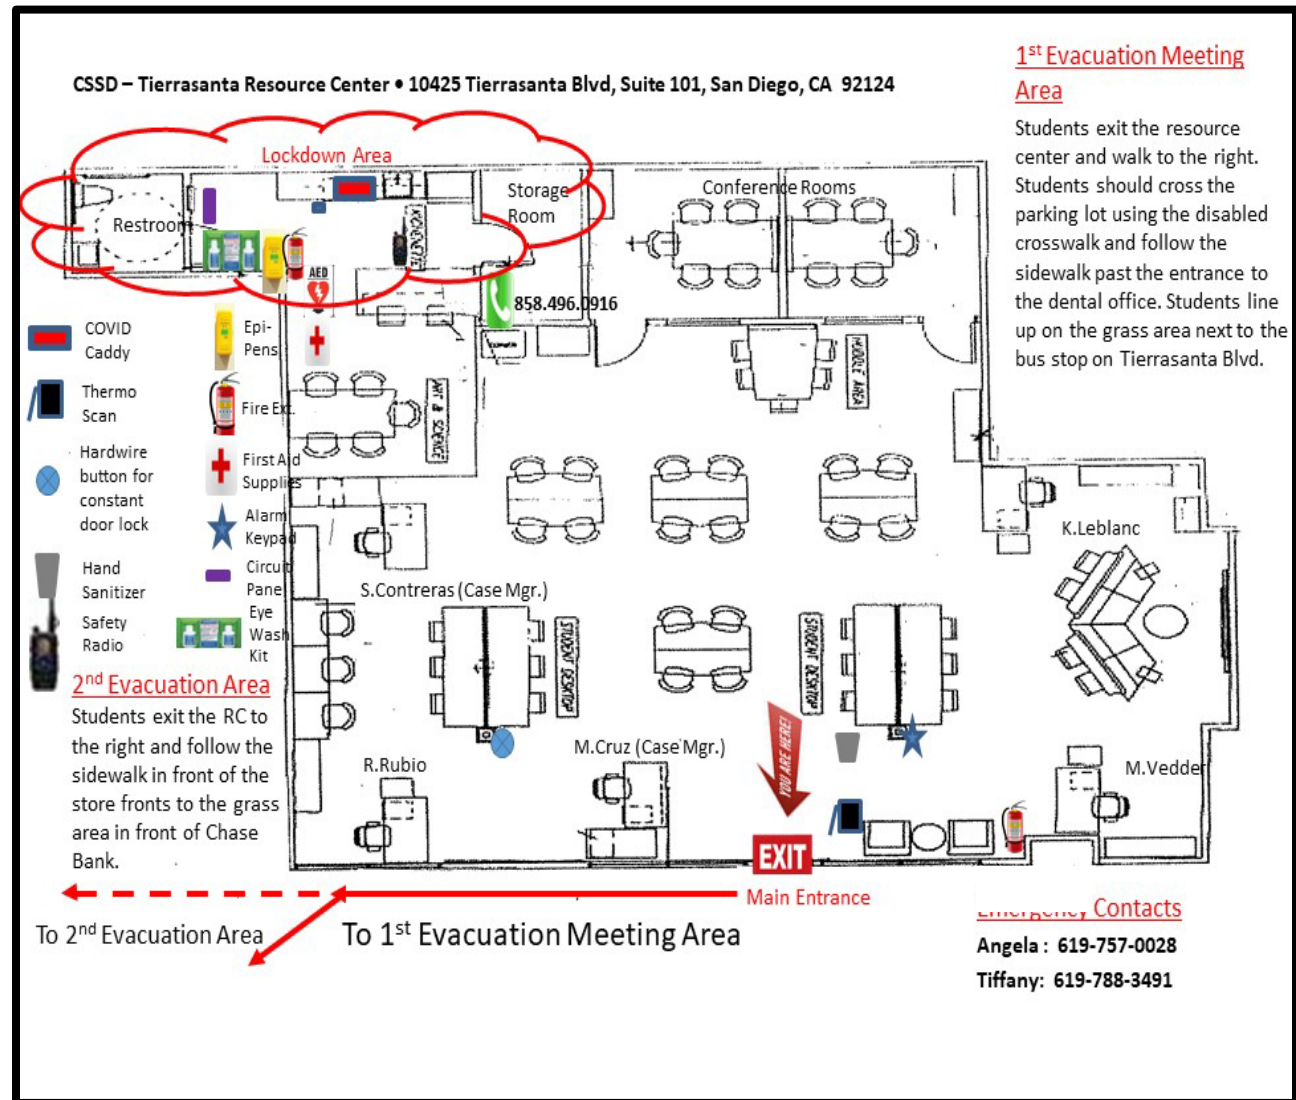 CSSD – Tierrasanta Resource Center • 10425 Tierrasanta Blvd, Suite 101, San Diego, CA 92124
1st Evacuation Meeting
Area
Students exit the resource
center and walk to the right.
Students should cross the
parking lot using the disabled
crosswalk and follow the
sidewalk past the entrance to
the dental office. Students line
up on the grass area next to the
bus stop on Tierrasanta Blvd.
Lockdown Area
Restroom
Storage
Room
Conference Rooms
KITCHENETTE
AED
858.496.0916
MIDDLE AREA
ART & SCIENCE
COVID
Caddy
Thermo
Scan
Hardwire
button for
constant
door lock
Hand
Sanitizer
Safety
Radio
Epi-
Pens
Fire Ext.
First Aid
Supplies
Alarm
Keypad
Circuit
Panel
Eye
Wash
Kit
S.Contreras (Case Mgr.)
STUDENT DESKTOP
STUDENT DESKTOP
K.Leblanc
2nd Evacuation Area
Students exit the RC to
the right and follow the
sidewalk in front of the
store fronts to the grass
area in front of Chase
Bank.
R.Rubio
M.Cruz (Case Mgr.)
YOU ARE HERE!
M.Vedder
EXIT
Main Entrance
To 2nd Evacuation Area
To 1st Evacuation Meeting Area
Emergency Contacts
Angela : 619-757-0028
Tiffany: 619-788-3491